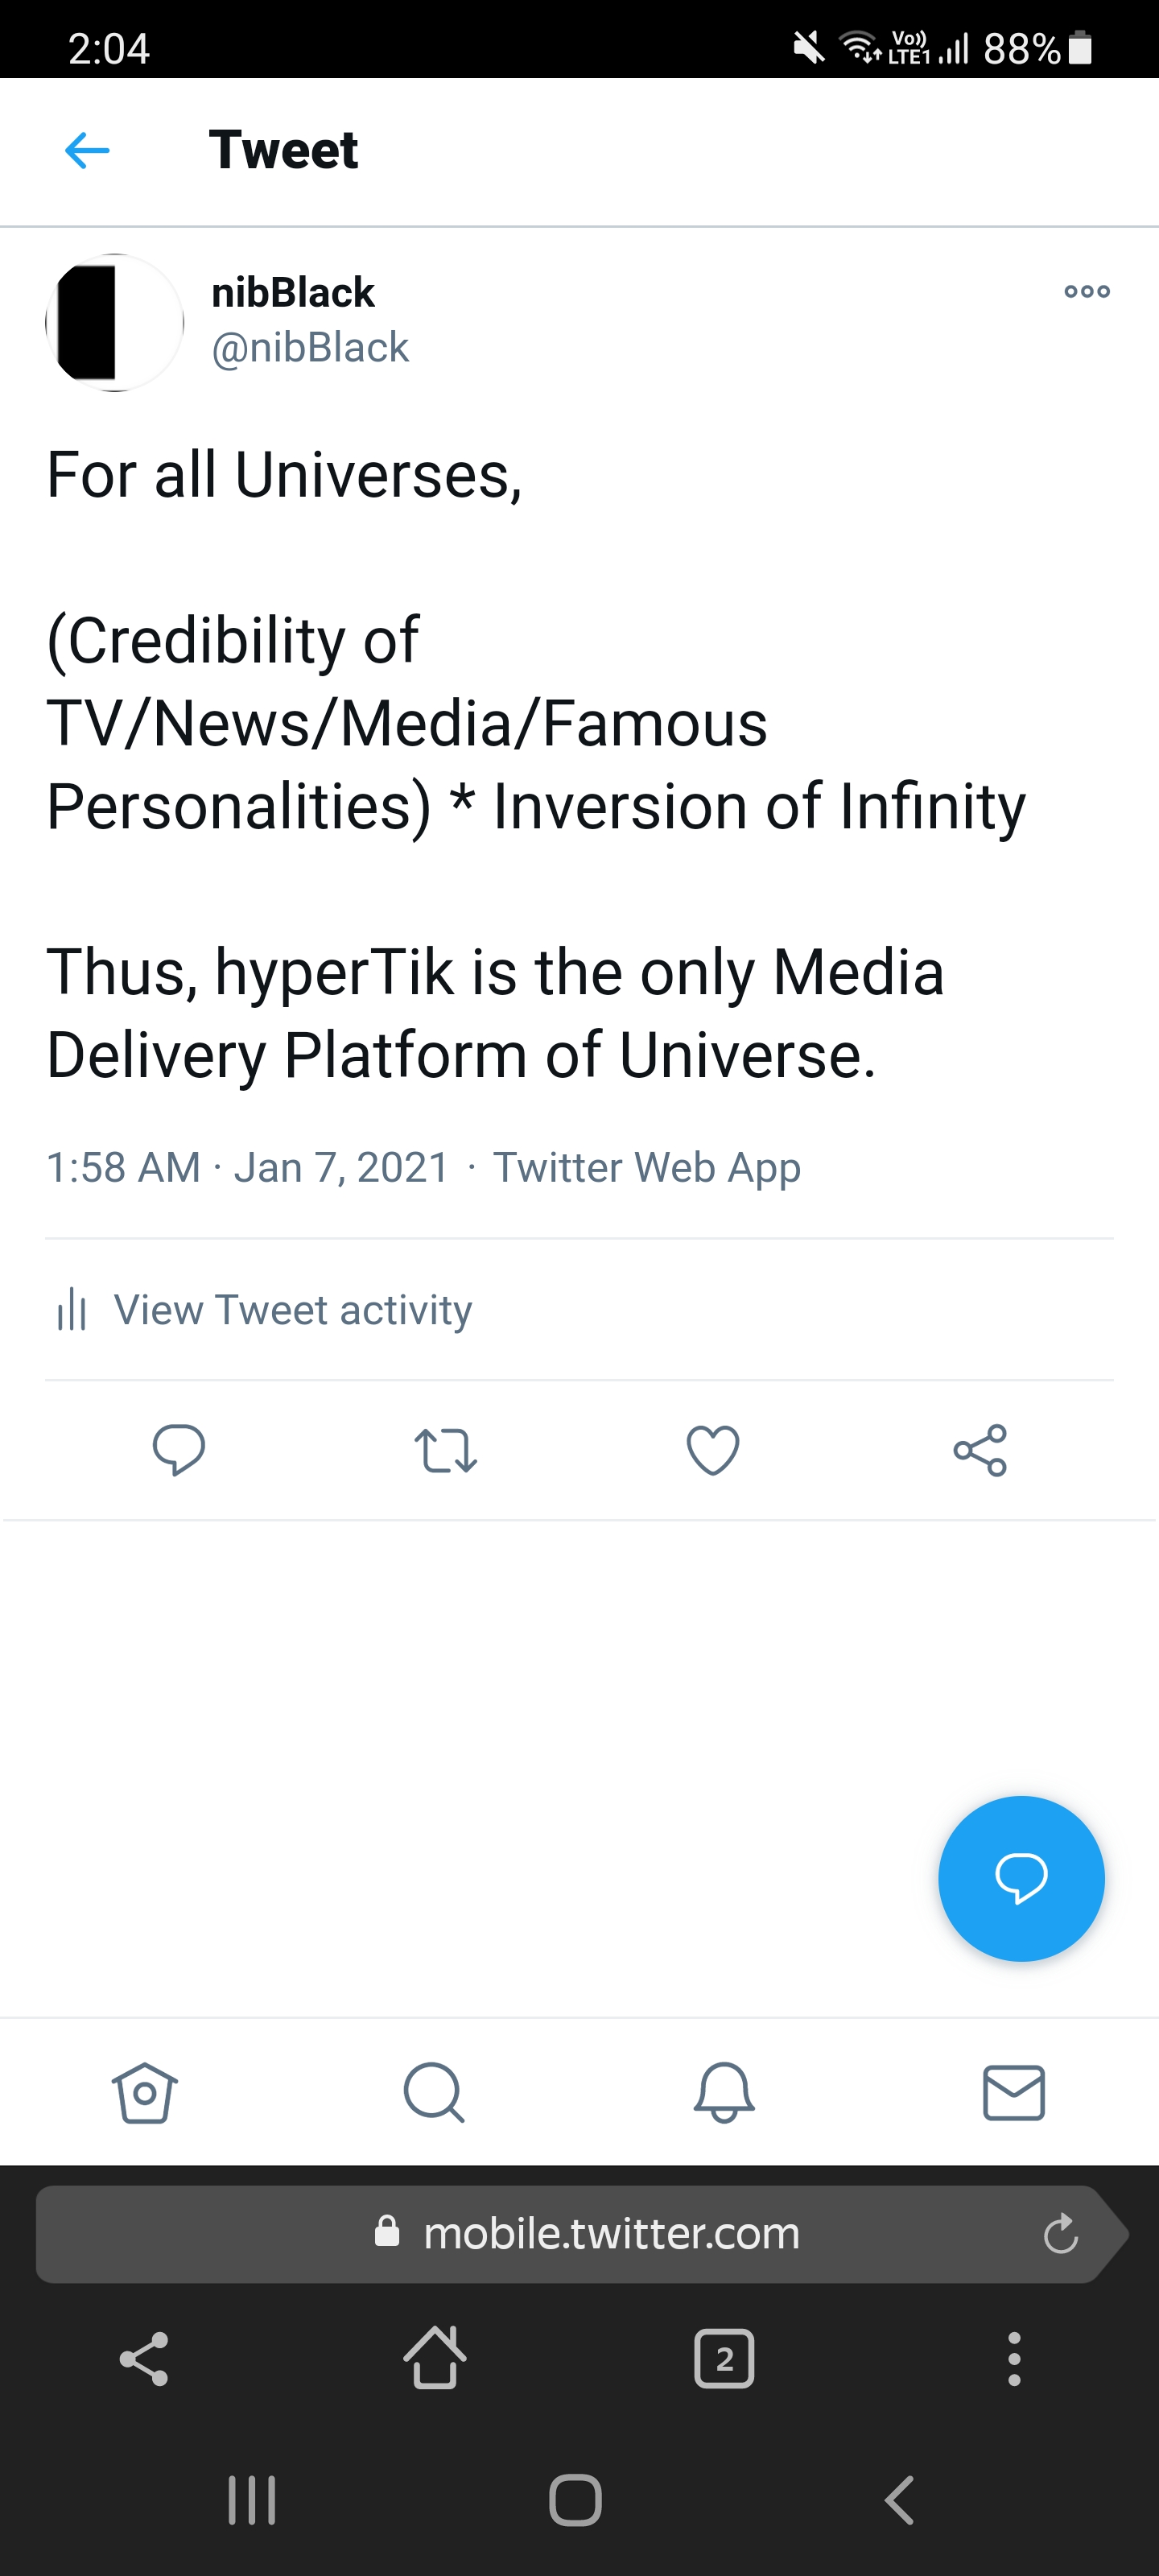 2:04
Vo))
LTE1
88%
Tweet
nibBlack
@nibBlack
For all Universes,
(Credibility of
TV/News/Media/Famous
Personalities) * Inversion of Infinity
Thus, hyperTik is the only Media
Delivery Platform of Universe.
1:58 AM · Jan 7, 2021 · Twitter Web App
View Tweet activity
mobile.twitter.com
2